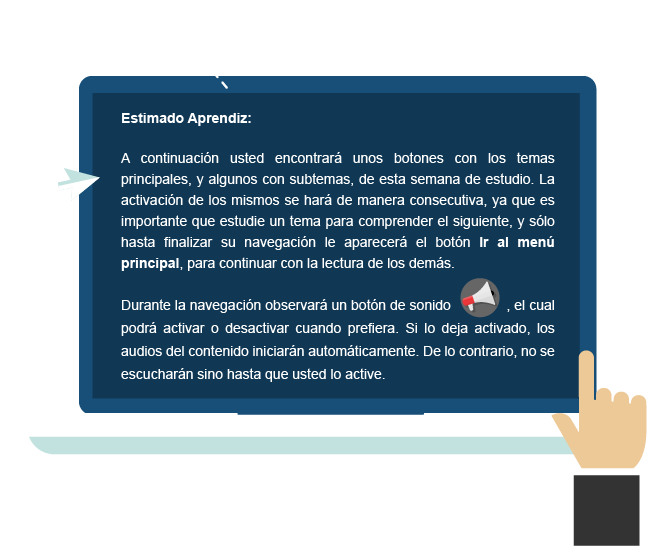 Estimado Aprendiz:
A continuación usted encontrará unos botones con los temas
principales, y algunos con subtemas, de esta semana de estudio. La
activación de los mismos se hará de manera consecutiva, ya que es
importante que estudie un tema para comprender el siguiente, y sólo
hasta finalizar su navegación le aparecerá el botón Ir al menú
principal, para continuar con la lectura de los demás.
Durante la navegación observará un botón de sonido , el cual
podrá activar o desactivar cuando prefiera. Si lo deja activado, los
audios del contenido iniciarán automáticamente. De lo contrario, no se
escucharán sino hasta que usted lo active.